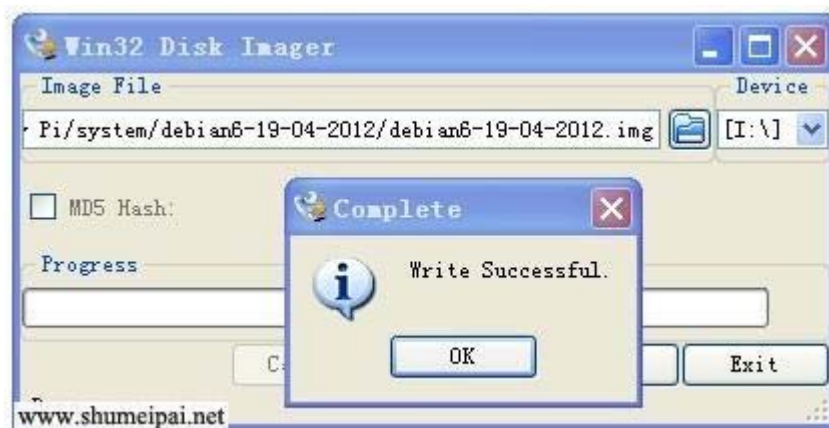 Win32 Disk Imager
Image File
Device
Pi/system/debian6-19-04-2012/debian6-19-04-2012.img
[I:\]
MD5 Hash:
Complete
Progress
Write Successful.
OK
Exit
www.shumeipai.net